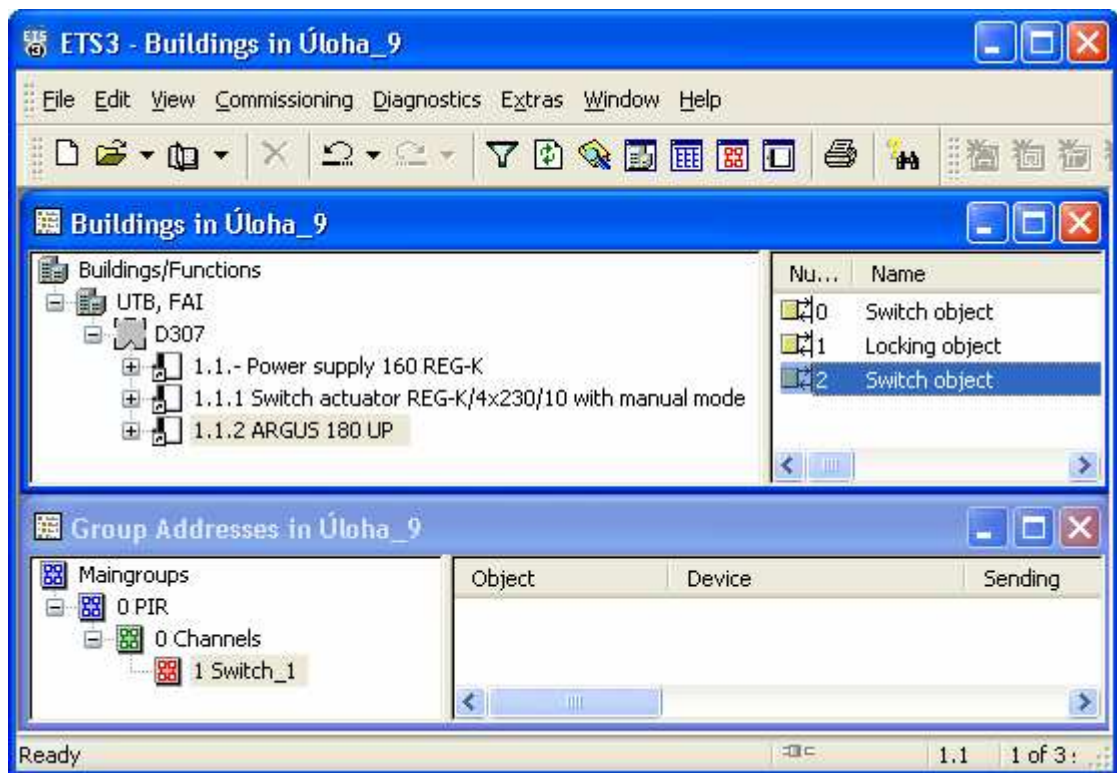 ETS3 - Buildings in Úloha_9
File Edit View Commissioning Diagnostics Extras Window Help
Buildings in Úloha_9
Buildings/Functions
UTB, FAI
D307
1.1.- Power supply 160 REG-K
1.1.1 Switch actuator REG-K/4x230/10 with manual mode
1.1.2 ARGUS 180 UP
Nu... Name
0 Switch object
1 Locking object
2 Switch object
Group Addresses in Úloha_9
Maingroups
0 PIR
0 Channels
1 Switch_1
Object Device Sending
Ready 1.1 1 of 3